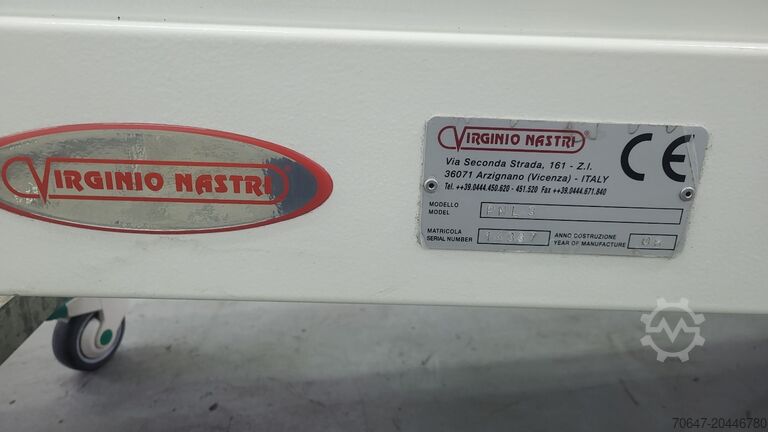 VIRGINIO NASTRI
VIRGINIO NASTRI
Via Seconda Strada, 161 - Z.I.
36071 Arzignano (Vicenza) - ITALY
Tel. ++39.0444.450.620 - 451.520 Fax ++39.0444.671.840
CE
MODELLO
MODEL
MATRICOLA
SERIAL NUMBER
ANNO COSTRUZIONE
YEAR OF MANUFACTURE
70647-20446780